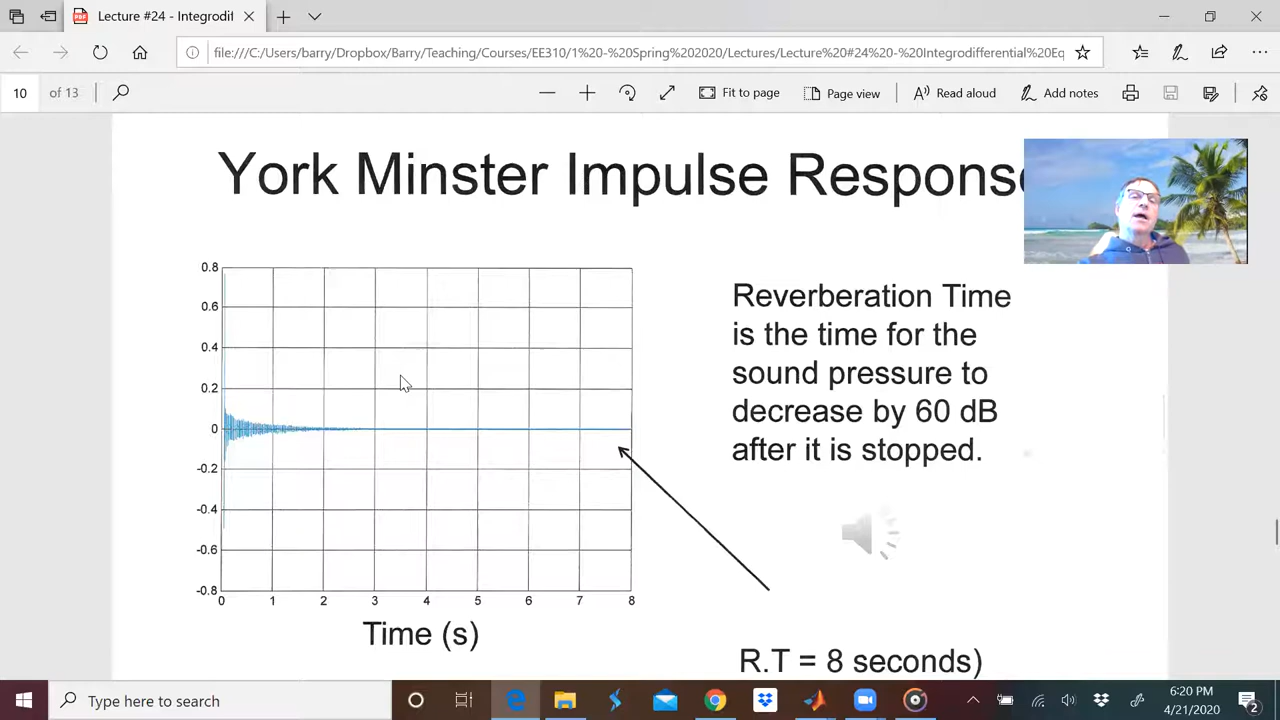 Lecture #24 - Integrodif
file:///C:/Users/barry/Dropbox/Barry/Teaching/Courses/EE310/1%20-%20Spring%202020/Lectures/Lecture%20#24%20-%20Integrodifferential%20Eq
10 of 13
Fit to page
Page view
Read aloud
Add notes
York Minster Impulse Response
0.8
0.6
0.4
0.2
0
-0.2
-0.4
-0.6
-0.8
0 1 2 3 4 5 6 7 8
Time (s)
Reverberation Time
is the time for the
sound pressure to
decrease by 60 dB
after it is stopped.
R.T = 8 seconds)
Type here to search
6:20 PM
4/21/2020
2